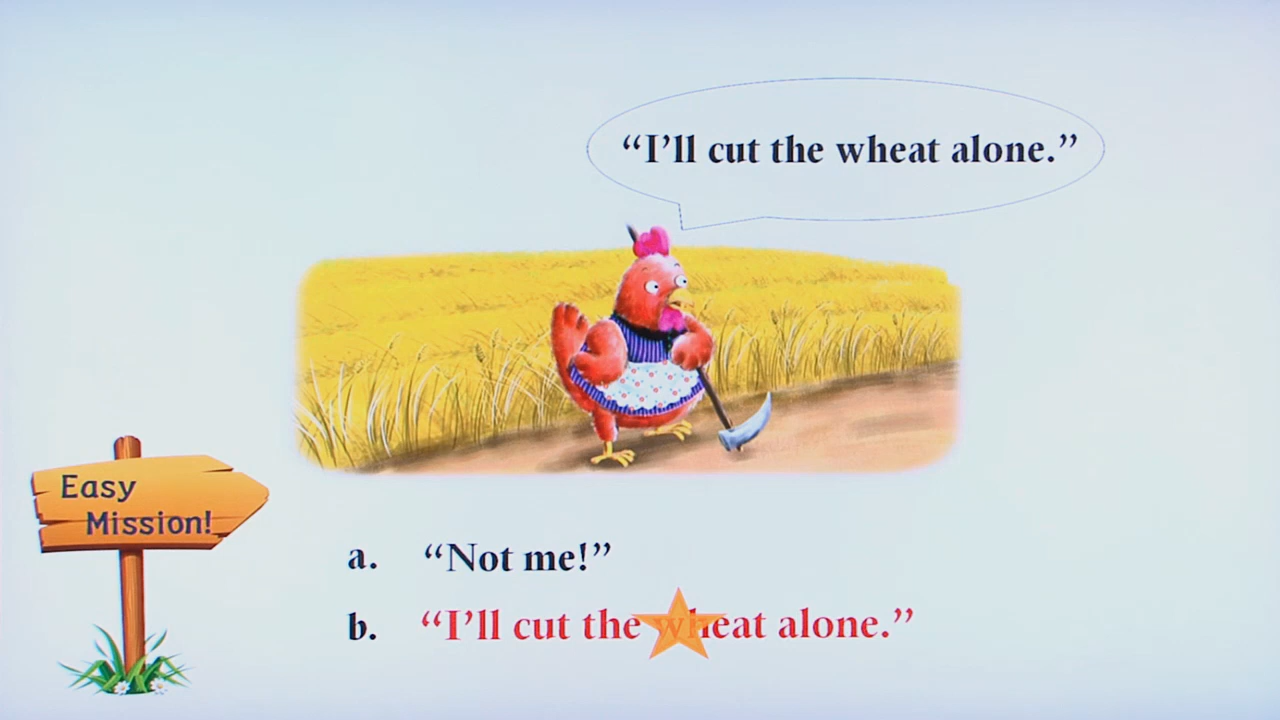 “I’ll cut the wheat alone.”
Easy
Mission!
a. “Not me!”
b. “I’ll cut the wheat alone.”